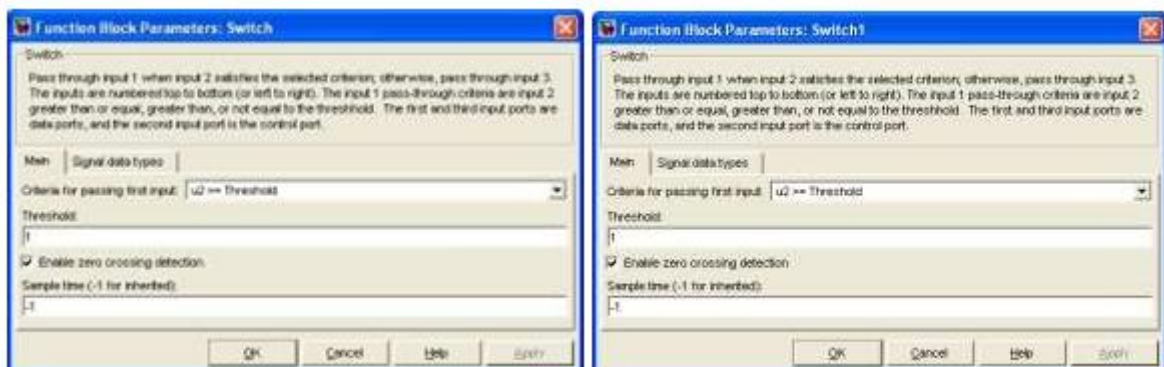 Function Block Parameters: Switch
Switch
Pass through input 1 when input 2 satisfies the selected criterion; otherwise, pass through input 3.
The inputs are numbered top to bottom (or left to right). The input 1 pass-through criteria are input 2
greater than or equal, greater than, or not equal to the threshhold. The first and third input ports are
data ports, and the second input port is the control port.
Main Signal data types
Criteria for passing first input: u2 >= Threshold
Threshold:
1
Enable zero crossing detection
Sample time (-1 for inherited):
-1
OK Cancel Help Apply
Function Block Parameters: Switch1
Switch
Pass through input 1 when input 2 satisfies the selected criterion; otherwise, pass through input 3.
The inputs are numbered top to bottom (or left to right). The input 1 pass-through criteria are input 2
greater than or equal, greater than, or not equal to the threshhold. The first and third input ports are
data ports, and the second input port is the control port.
Main Signal data types
Criteria for passing first input: u2 >= Threshold
Threshold:
1
Enable zero crossing detection
Sample time (-1 for inherited):
-1
OK Cancel Help Apply